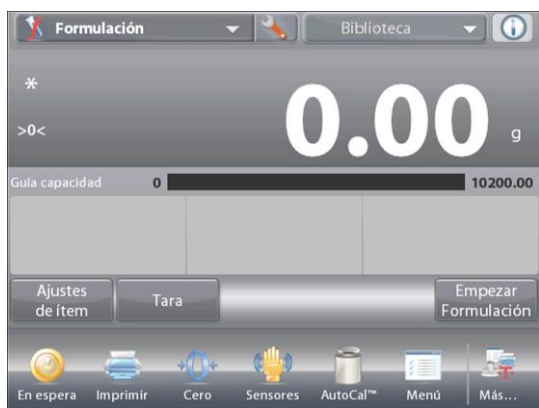 Formulación
Biblioteca
*
>0<
0.00 g
Guía capacidad 0 10200.00
Ajustes de ítem
Tara
Empezar Formulación
En espera
Imprimir
Cero
Sensores
AutoCal™
Menú
Más...